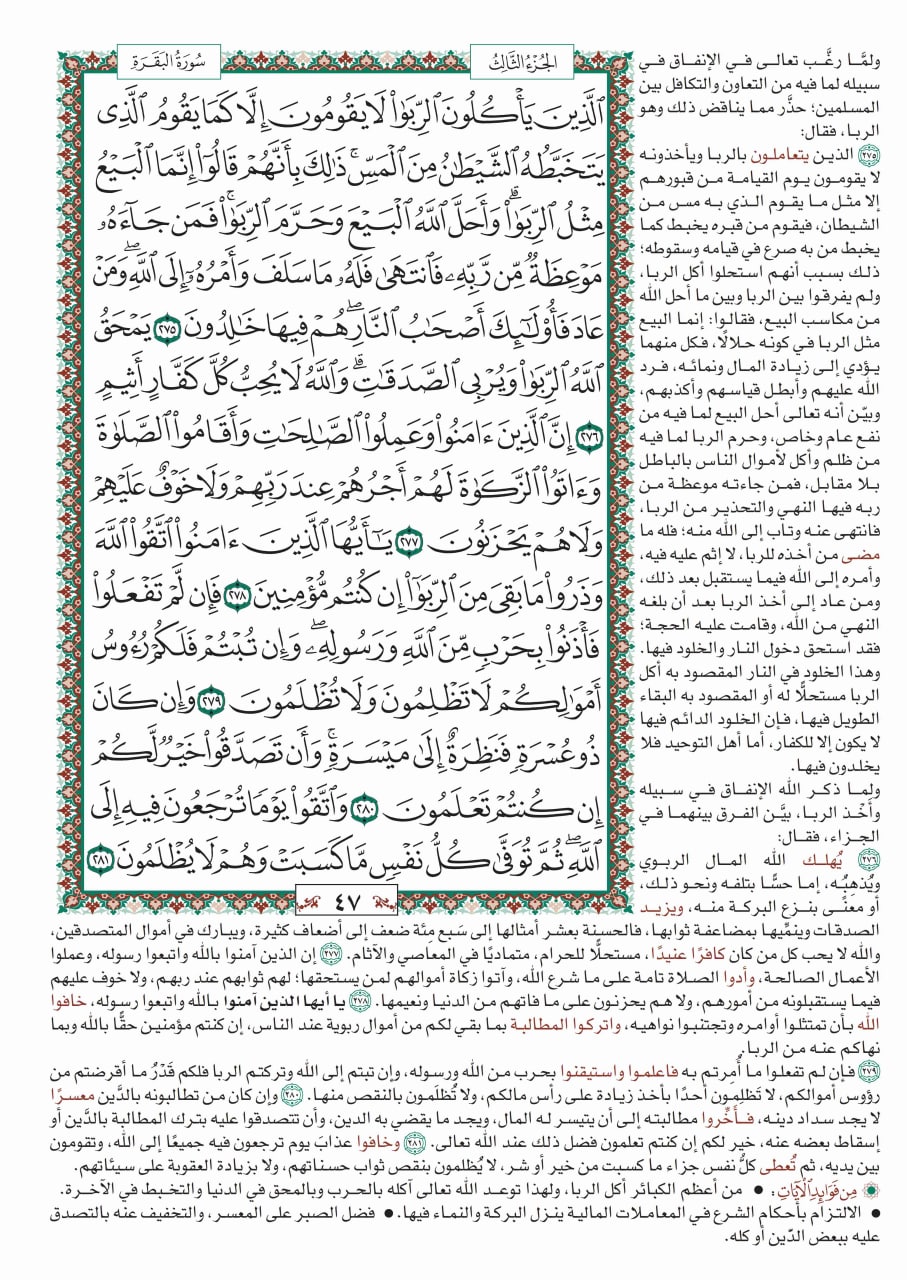 سُورَةُ البَقَرَةِ
الجُزْءُ الثَّالِثُ
ٱلَّذِينَ يَأۡكُلُونَ ٱلرِّبَوٰاْ لَا يَقُومُونَ إِلَّا كَمَا يَقُومُ ٱلَّذِي
يَتَخَبَّطُهُ ٱلشَّيۡطَٰنُ مِنَ ٱلۡمَسِّۚ ذَٰلِكَ بِأَنَّهُمۡ قَالُوٓاْ إِنَّمَا ٱلۡبَيۡعُ
مِثۡلُ ٱلرِّبَوٰاْۗ وَأَحَلَّ ٱللَّهُ ٱلۡبَيۡعَ وَحَرَّمَ ٱلرِّبَوٰاْۚ فَمَن جَآءَهُۥ
مَوۡعِظَةٞ مِّن رَّبِّهِۦ فَٱنتَهَىٰ فَلَهُۥ مَا سَلَفَ وَأَمۡرُهُۥٓ إِلَى ٱللَّهِۖ وَمَنۡ
عَادَ فَأُوْلَٰٓئِكَ أَصۡحَٰبُ ٱلنَّارِۖ هُمۡ فِيهَا خَٰلِدُونَ ٢٧٥ يَمۡحَقُ
ٱللَّهُ ٱلرِّبَوٰاْ وَيُرۡبِي ٱلصَّدَقَٰتِۗ وَٱللَّهُ لَا يُحِبُّ كُلَّ كَفَّارٍ أَثِيمٍ
٢٧٦ إِنَّ ٱلَّذِينَ ءَامَنُواْ وَعَمِلُواْ ٱلصَّٰلِحَٰتِ وَأَقَامُواْ ٱلصَّلَوٰةَ
وَءَاتَوُاْ ٱلزَّكَوٰةَ لَهُمۡ أَجۡرُهُمۡ عِندَ رَبِّهِمۡ وَلَا خَوۡفٌ عَلَيۡهِمۡ
وَلَا هُمۡ يَحۡزَنُونَ ٢٧٧ يَٰٓأَيُّهَا ٱلَّذِينَ ءَامَنُواْ ٱتَّقُواْ ٱللَّهَ
وَذَرُواْ مَا بَقِيَ مِنَ ٱلرِّبَوٰٓاْ إِن كُنتُم مُّؤۡمِنِينَ ٢٧٨ فَإِن لَّمۡ تَفۡعَلُواْ
فَأۡذَنُواْ بِحَرۡبٖ مِّنَ ٱللَّهِ وَرَسُولِهِۦۖ وَإِن تُبۡتُمۡ فَلَكُمۡ رُءُوسُ
أَمۡوَٰلِكُمۡ لَا تَظۡلِمُونَ وَلَا تُظۡلَمُونَ ٢٧٩ وَإِن كَانَ
ذُو عُسۡرَةٖ فَنَظِرَةٌ إِلَىٰ مَيۡسَرَةٖۚ وَأَن تَصَدَّقُواْ خَيۡرٞ لَّكُمۡ
إِن كُنتُمۡ تَعۡلَمُونَ ٢٨٠ وَٱتَّقُواْ يَوۡمٗا تُرۡجَعُونَ فِيهِ إِلَى
ٱللَّهِۖ ثُمَّ تُوَفَّىٰ كُلُّ نَفۡسٖ مَّا كَسَبَتۡ وَهُمۡ لَا يُظۡلَمُونَ ٢٨١
٤٧
ولمَّا رغَّب تعالى في الإنفاق في
سبيله لما فيه من التعاون والتكافل بين
المسلمين؛ حذَّر مما يناقض ذلك وهو
الربا، فقال:
٢٧٥ الذين يتعاملون بالربا ويأخذونه
لا يقومون يوم القيامة من قبورهم
إلا مثل ما يقوم الذي به مس من
الشيطان، فيقوم من قبره يخبط كما
يخبط من به صرع في قيامه وسقوطه؛
ذلك بسبب أنهم استحلوا أكل الربا،
ولم يفرقوا بين الربا وبين ما أحل الله
من مكاسب البيع، فقالوا: إنما البيع
مثل الربا في كونه حلالًا، فكل منهما
يؤدي إلى زيادة المال ونمائه، فرد
الله عليهم وأبطل قياسهم وأكذبهم،
وبيّن أنه تعالى أحل البيع لما فيه من
نفع عام وخاص، وحرم الربا لما فيه
من ظلم وأكل لأموال الناس بالباطل
بلا مقابل، فمن جاءته موعظة من
ربه فيها النهي والتحذير من الربا،
فانتهى عنه وتاب إلى الله منه؛ فله ما
مضى من أخذه للربا، لا إثم عليه فيه،
وأمره إلى الله فيما يستقبل بعد ذلك،
ومن عاد إلى أخذ الربا بعد أن بلغه
النهي من الله، وقامت عليه الحجة؛
فقد استحق دخول النار والخلود فيها.
وهذا الخلود في النار المقصود به أكل
الربا مستحلًّا له أو المقصود به البقاء
الطويل فيها، فإن الخلود الدائم فيها
لا يكون إلا للكفار، أما أهل التوحيد فلا
يخلدون فيها.
ولما ذكر الله الإنفاق في سبيله
وأخْذ الربا، بيَّن الفرق بينهما في
الجزاء، فقال:
٢٧٦ يُهلك الله المال الربوي
ويُذهبُه، إما حسًّا بتلفه ونحو ذلك،
أو معنًى بنزع البركة منه، ويزيد
الصدقات وينمِّيها بمضاعفة ثوابها، فالحسنة بعشر أمثالها إلى سَبع مِئة ضعف إلى أضعاف كثيرة، ويبارك في أموال المتصدقين،
والله لا يحب كل من كان كافرًا عنيدًا، مستحلًّا للحرام، متماديًا في المعاصي والآثام. ٢٧٧ إن الذين آمنوا بالله واتبعوا رسوله، وعملوا
الأعمال الصالحة، وأدوا الصلاة تامة على ما شرع الله، وآتوا زكاة أموالهم لمن يستحقها؛ لهم ثوابهم عند ربهم، ولا خوف عليهم
فيما يستقبلونه من أمورهم، ولا هم يحزنون على ما فاتهم من الدنيا ونعيمها. ٢٧٨ يا أيها الذين آمنوا بالله واتبعوا رسوله، خافوا
الله بأن تمتثلوا أوامره وتجتنبوا نواهيه، واتركوا المطالبة بما بقي لكم من أموال ربوية عند الناس، إن كنتم مؤمنين حقًّا بالله وبما
نهاكم عنه من الربا.
٢٧٩ فإن لم تفعلوا ما أُمِرتم به فاعلموا واستيقنوا بحرب من الله ورسوله، وإن تبتم إلى الله وتركتم الربا فلكم قَدْرُ ما أقرضتم من
رؤوس أموالكم، لا تَظلِمون أحدًا بأخذ زيادة على رأس مالكم، ولا تُظلَمون بالنقص منها. ٢٨٠ وإن كان من تطالبونه بالدَّين معسرًا
لا يجد سداد دينه، فأخِّروا مطالبته إلى أن يتيسر له المال، ويجد ما يقضي به الدين، وأن تتصدقوا عليه بترك المطالبة بالدَّين أو
إسقاط بعضه عنه، خير لكم إن كنتم تعلمون فضل ذلك عند الله تعالى. ٢٨١ وخافوا عذابَ يوم ترجعون فيه جميعًا إلى الله، وتقومون
بين يديه، ثم تُعطى كلُّ نفس جزاء ما كسبت من خير أو شر، لا يُظلمون بنقص ثواب حسناتهم، ولا بزيادة العقوبة على سيئاتهم.
مِن فَوَائِدِ الآيَاتِ: • من أعظم الكبائر أكل الربا، ولهذا توعد الله تعالى آكله بالحرب وبالمحق في الدنيا والتخبط في الآخرة.
• الالتزام بأحكام الشرع في المعاملات المالية ينزل البركة والنماء فيها. • فضل الصبر على المعسر، والتخفيف عنه بالتصدق
عليه ببعض الدِّين أو كله.